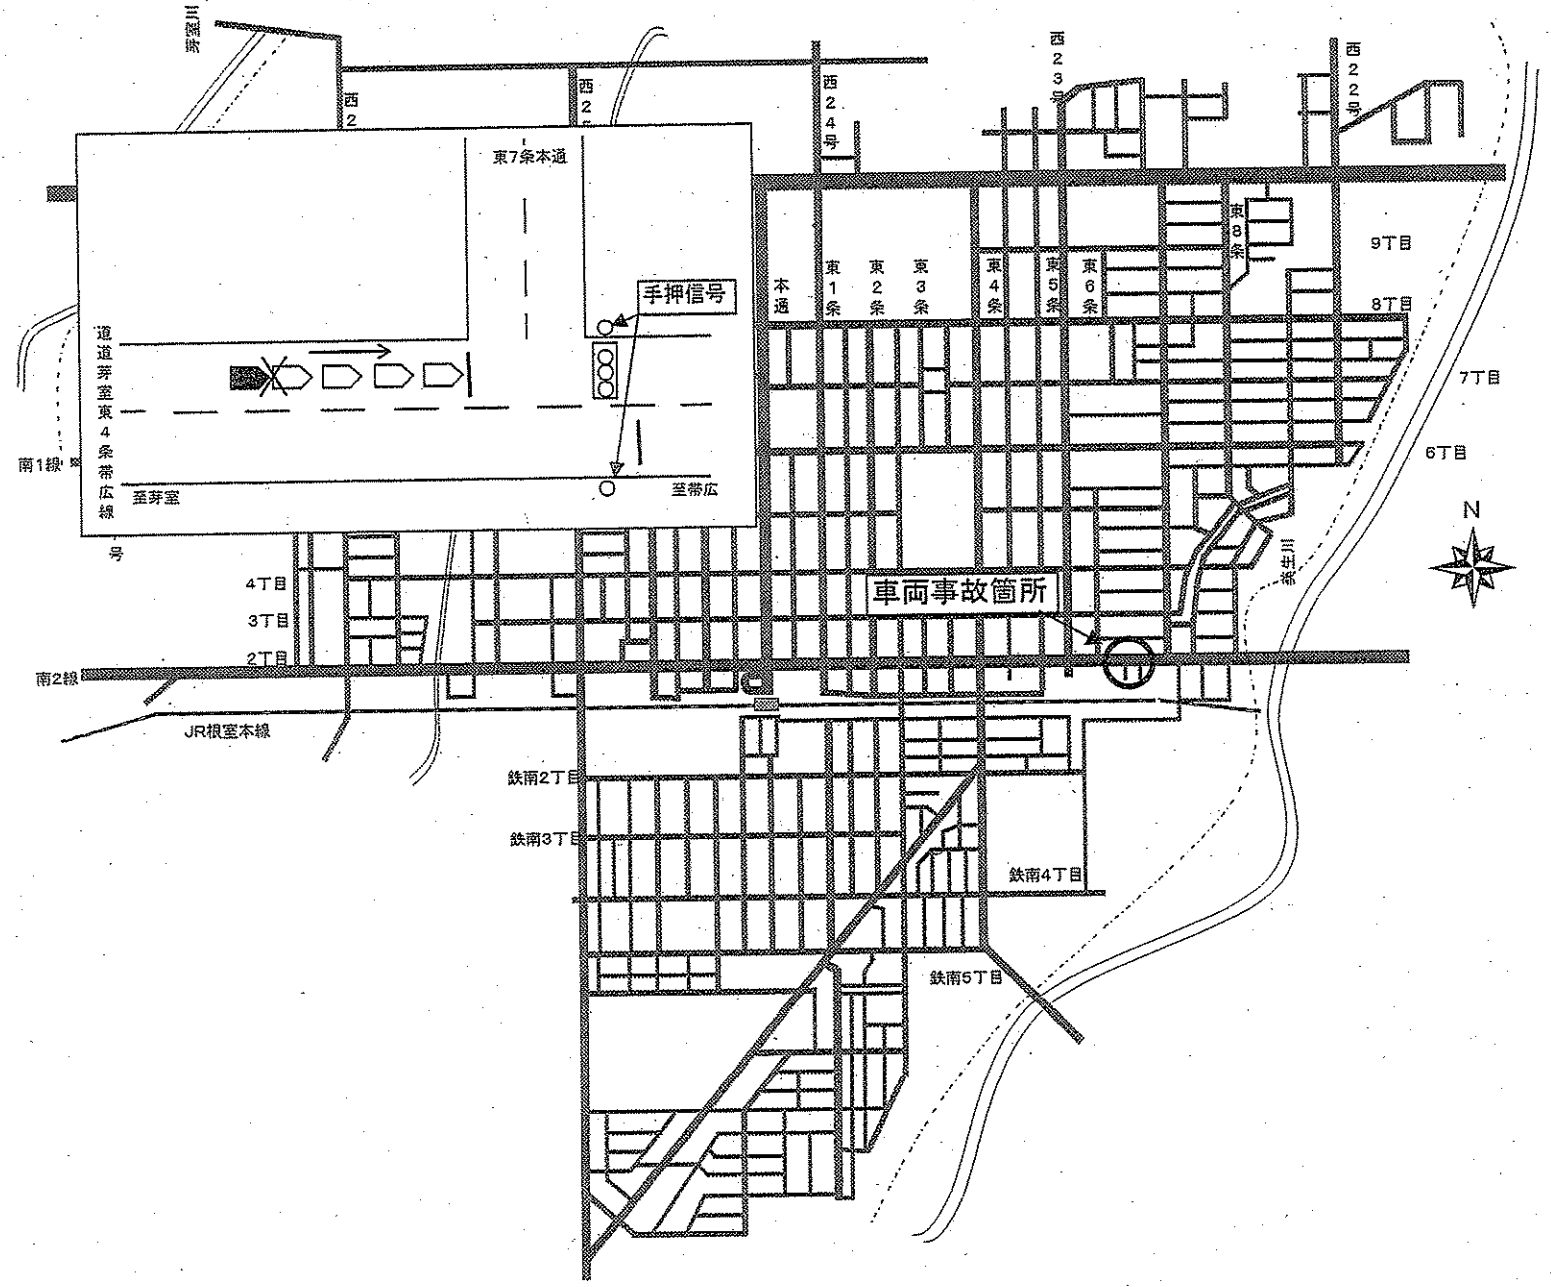 芽室川
西2
西2
西24号
西23号
西22号
東7条本通
手押信号
道道芽室東4条帯広線
至芽室
至帯広
南1線
号
本通
東1条
東2条
東3条
東4条
東5条
東6条
東8条
9丁目
8丁目
7丁目
6丁目
N
美生川
4丁目
3丁目
2丁目
車両事故箇所
南2線
JR根室本線
鉄南2丁目
鉄南3丁目
鉄南4丁目
鉄南5丁目